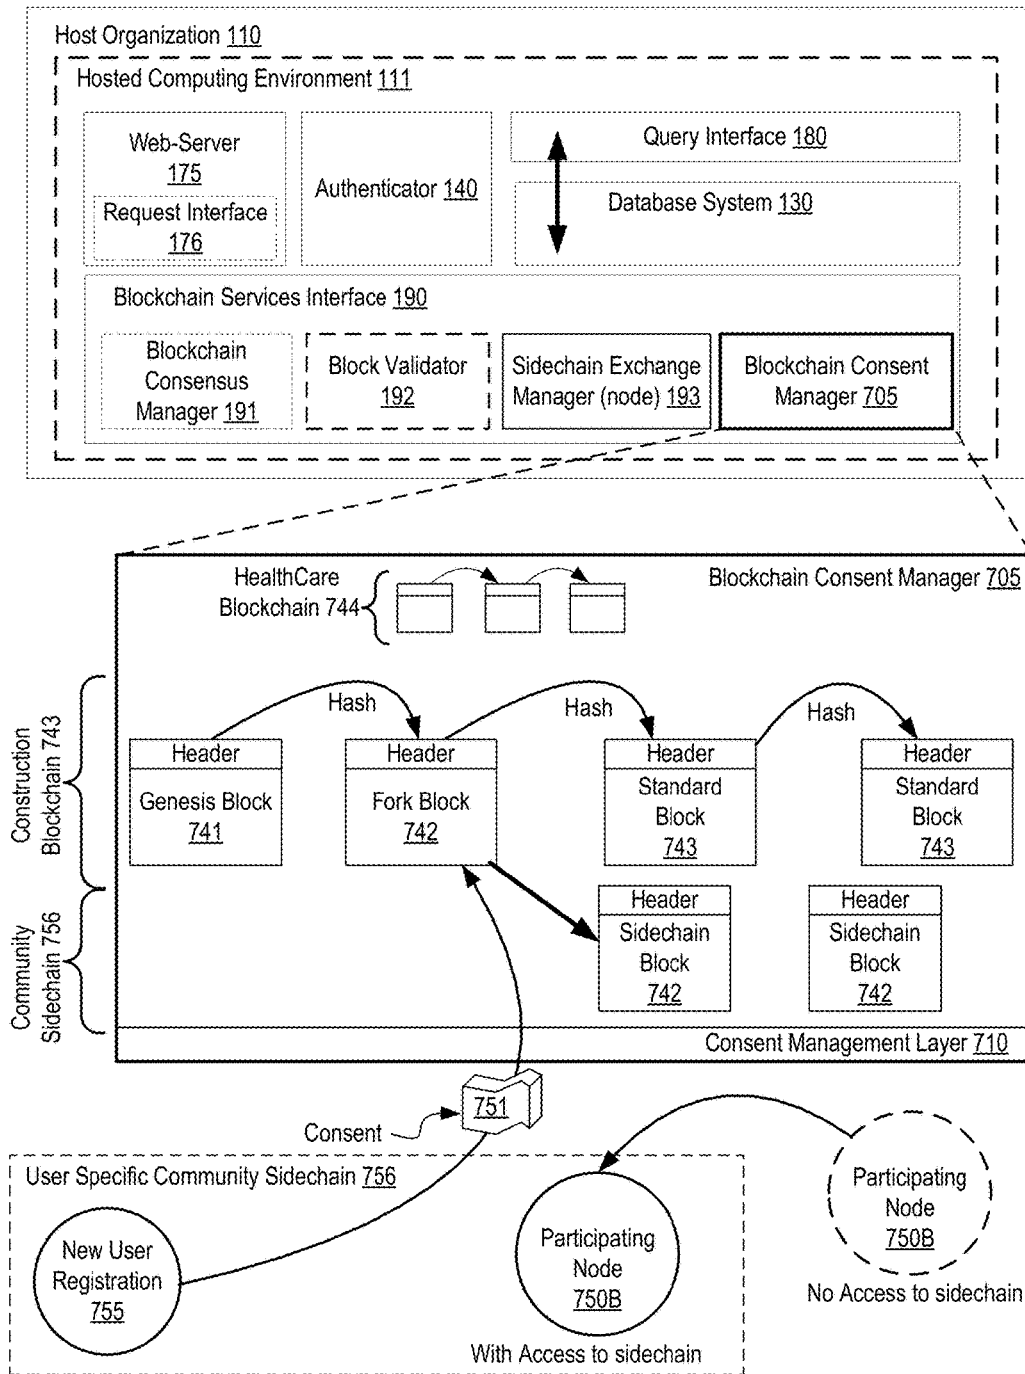 Host Organization 110
Hosted Computing Environment 111
Web-Server
175
Request Interface
176
Authenticator 140
Query Interface 180
Database System 130
Blockchain Services Interface 190
Blockchain
Consensus
Manager 191
Block Validator
192
Sidechain Exchange
Manager (node) 193
Blockchain Consent
Manager 705
HealthCare
Blockchain 744
Blockchain Consent Manager 705
Construction
Blockchain 743
Hash
Hash
Hash
Header
Genesis Block
741
Header
Fork Block
742
Header
Standard
Block
743
Header
Standard
Block
743
Community
Sidechain 756
Header
Sidechain
Block
742
Header
Sidechain
Block
742
Consent Management Layer 710
751
Consent
User Specific Community Sidechain 756
New User
Registration
755
Participating
Node
750B
With Access to sidechain
Participating
Node
750B
No Access to sidechain